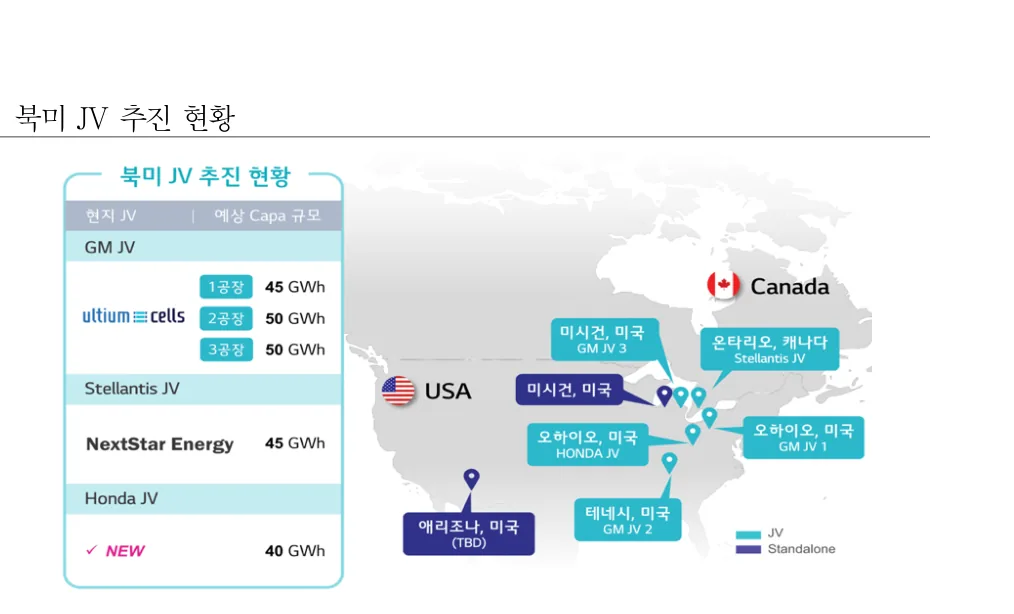 북미 JV 추진 현황
북미 JV 추진 현황
현지 JV | 예상 Capa 규모
GM JV
ultium cells
1공장 45 GWh
2공장 50 GWh
3공장 50 GWh
Stellantis JV
NextStar Energy 45 GWh
Honda JV
✓ NEW 40 GWh
Canada
미시건, 미국
GM JV 3
온타리오, 캐나다
Stellantis JV
USA
미시건, 미국
오하이오, 미국
HONDA JV
오하이오, 미국
GM JV 1
애리조나, 미국
(TBD)
테네시, 미국
GM JV 2
JV
Standalone